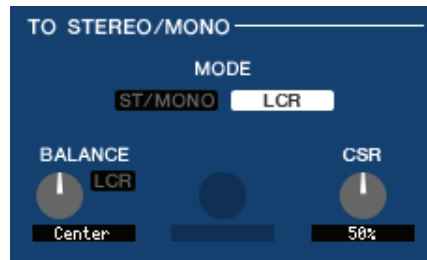 TO STEREO/MONO
MODE
ST/MONO LCR
BALANCE CSR
LCR
Center 50%